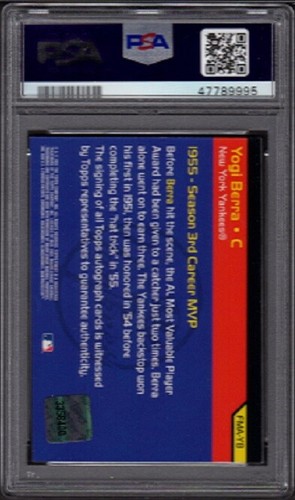 PSA
PSA
47789995
Yogi Berra • C
New York Yankees®
FMA-YB
1955 - Season 3rd Career MVP
Before Berra hit the scene, the AL Most Valuable Player
Award had been given to a catcher just two times. Berra
alone went on to earn three. The Yankees backstop won
his first in 1951, then was honored in '54 before
completing the "hat trick" in '55.
The signing of all Topps autograph cards is witnessed
by Topps representatives to guarantee authenticity.